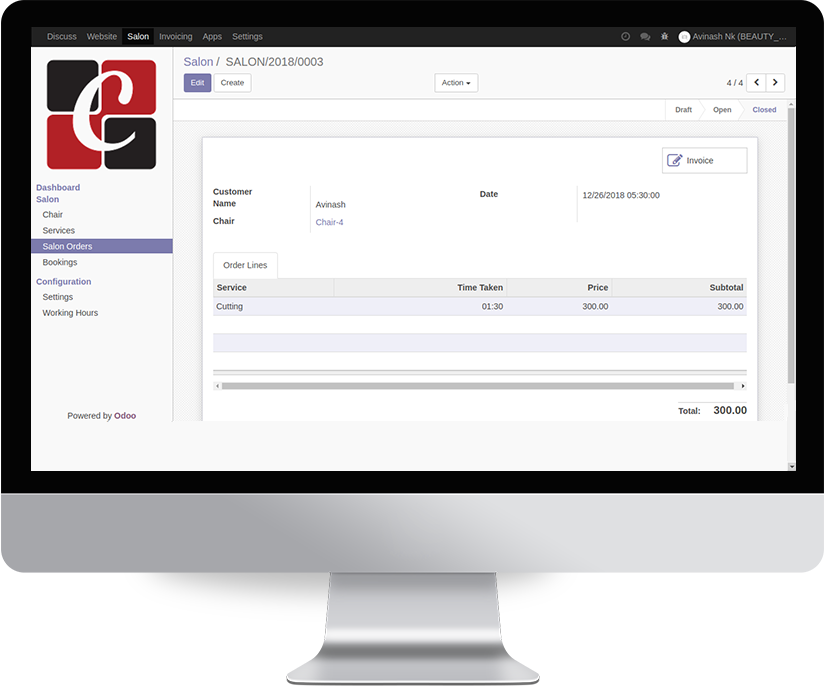 Discuss Website Salon Invoicing Apps Settings Avinash Nk (BEAUTY_...
C
Salon / SALON/2018/0003
Edit Create Action 4 / 4
Draft Open Closed
Invoice
Dashboard
Salon
Chair
Services
Salon Orders
Bookings
Configuration
Settings
Working Hours
Powered by Odoo
Customer
Name Avinash
Chair Chair-4
Date 12/26/2018 05:30:00
Order Lines
Service Time Taken Price Subtotal
Cutting 01:30 300.00 300.00
Total: 300.00